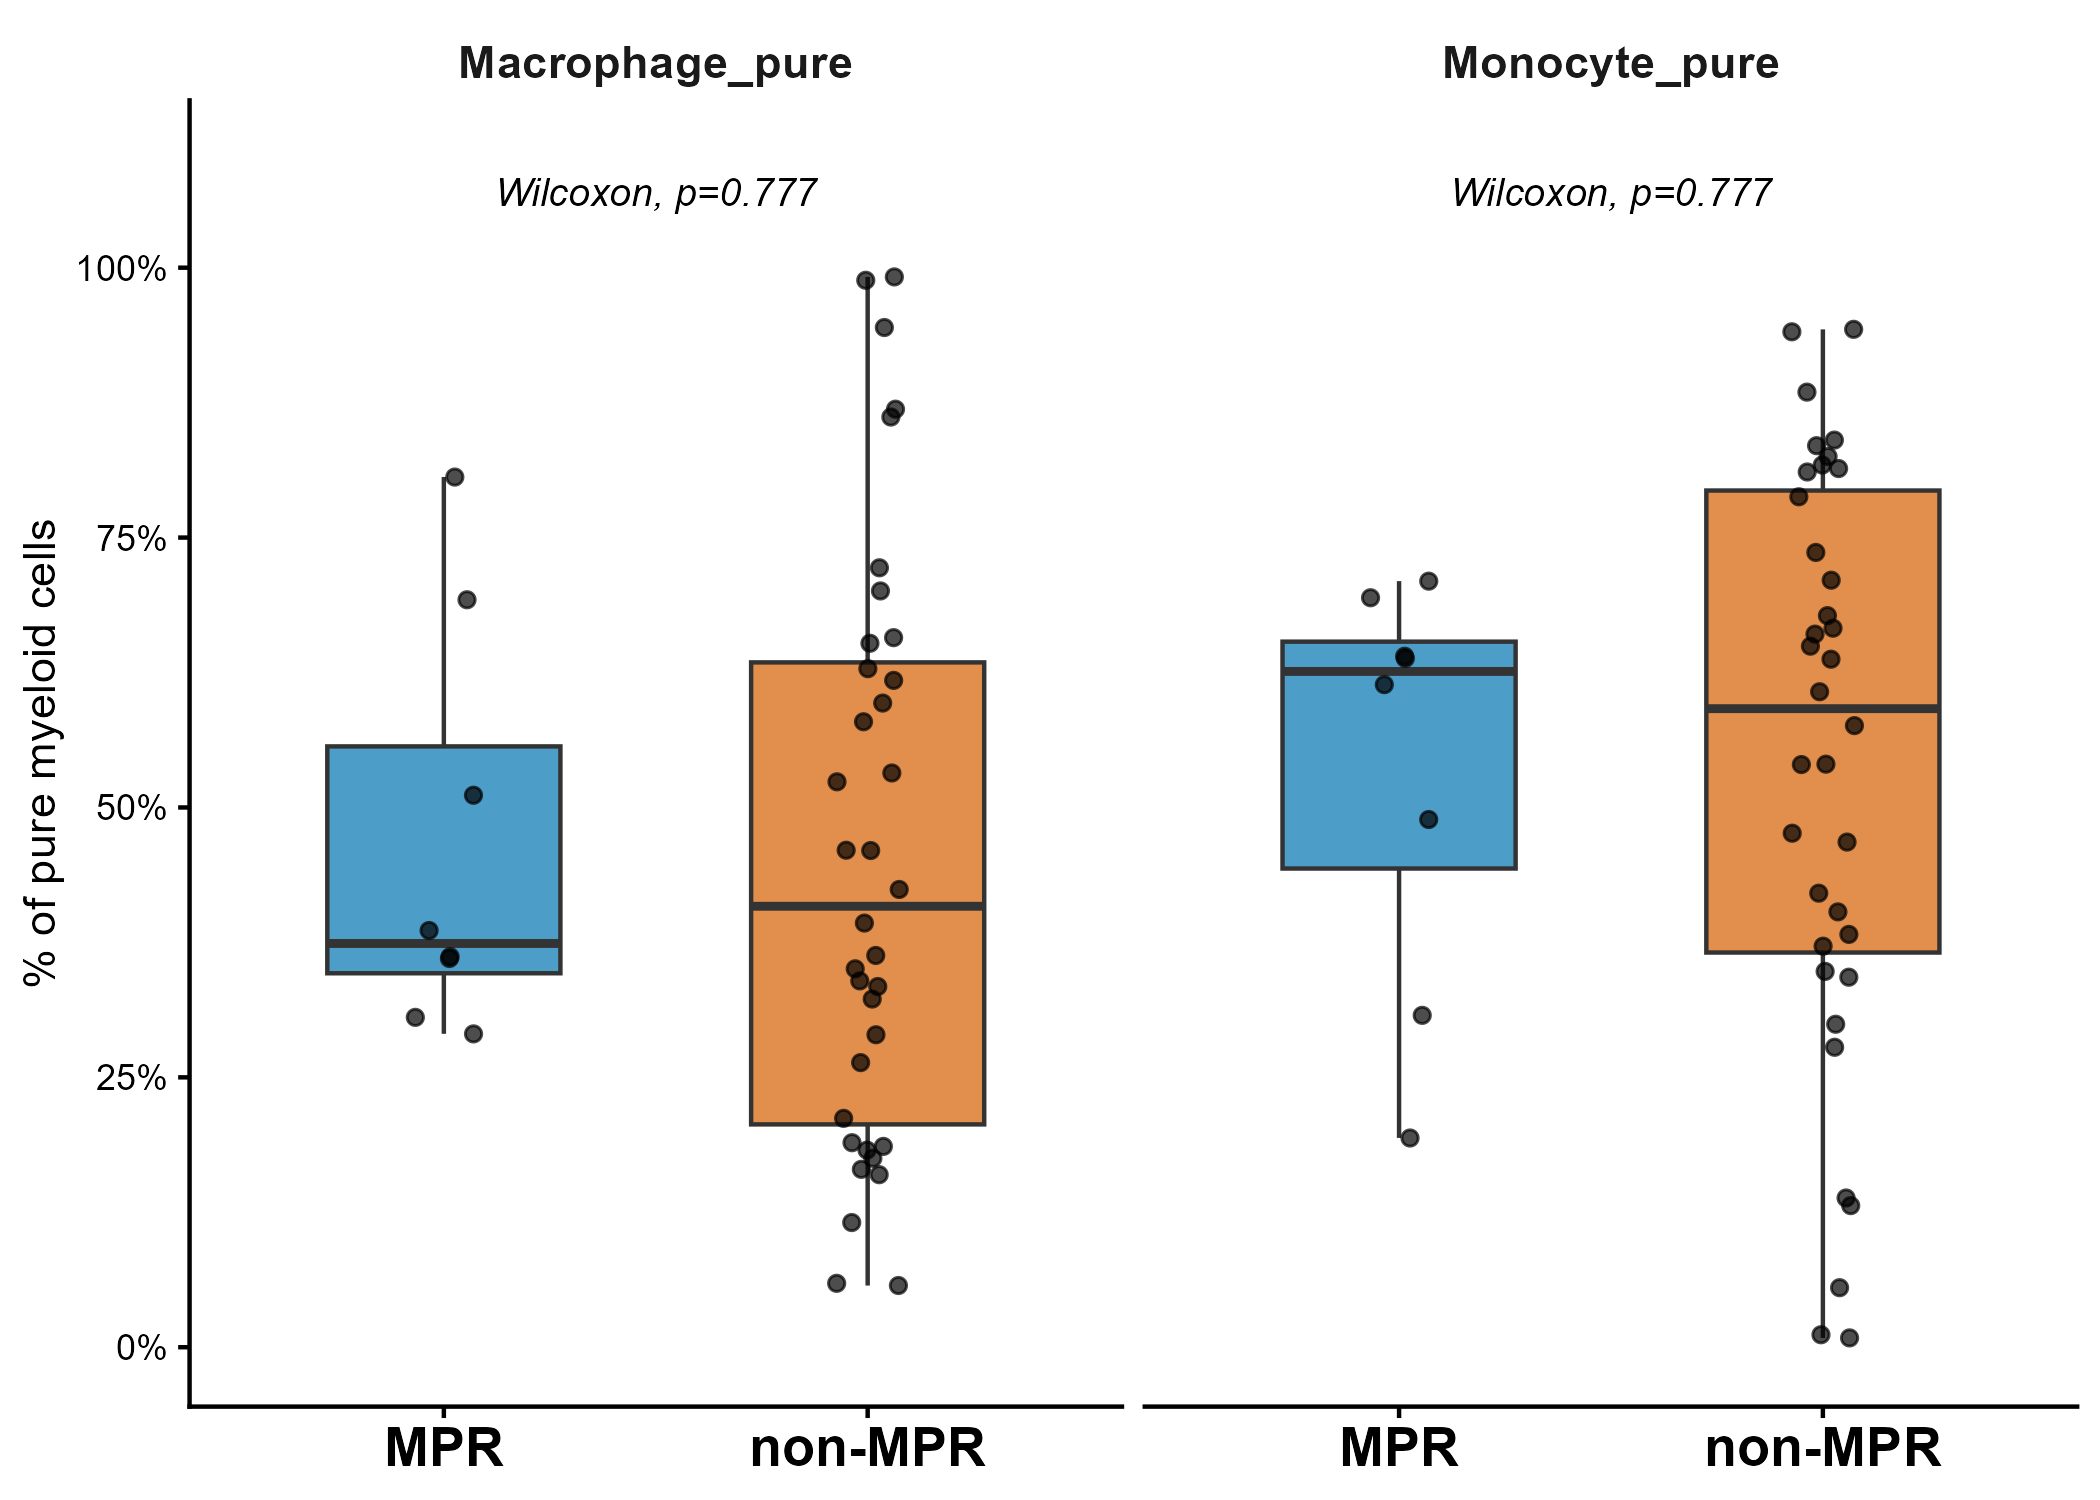 Macrophage_pure
Monocyte_pure
Wilcoxon, p=0.777
Wilcoxon, p=0.777
% of pure myeloid cells
100%
75%
50%
25%
0%
MPR
non-MPR
MPR
non-MPR